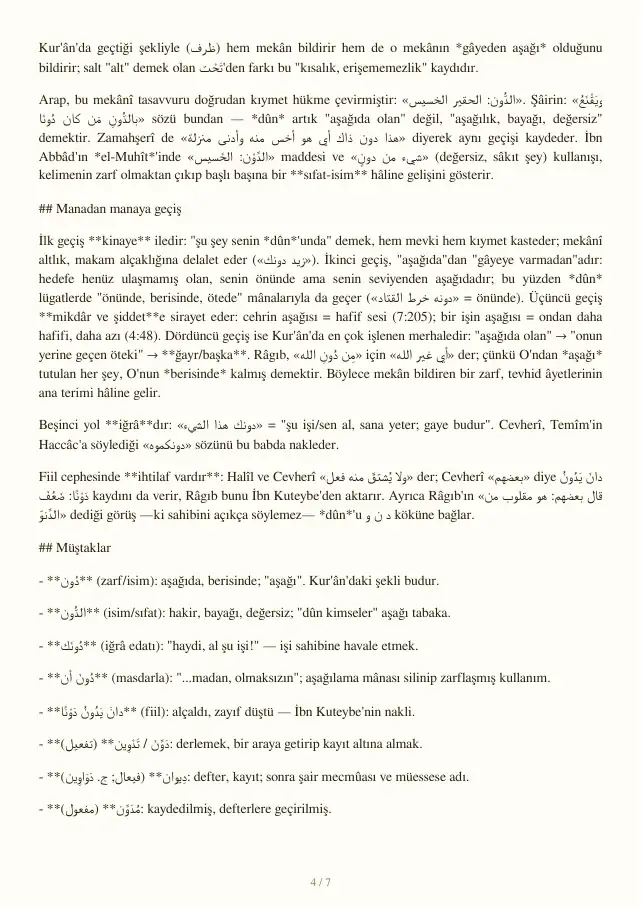 Kur'ân'da geçtiği şekliyle (ظرف) hem mekân bildirir hem de o mekânın *gâyeden aşağı* olduğunu
bildirir; salt "alt" demek olan تَحْت'den farkı bu "kısalık, erişememezlik" kaydıdır.
Arap, bu mekânî tasavvuru doğrudan kıymet hükme çevirmiştir: «الدُّون: الحقير الخسيس». Şâirin: «وَيَقْنَعُ
بالدُّونِ مَن كان دُونَا» sözü bundan — *dûn* artık "aşağıda olan" değil, "aşağılık, bayağı, değersiz"
demektir. Zamahşerî de «هذا دون ذاك أي هو أخس منه وأدنى منزلة» diyerek aynı geçişi kaydeder. İbn
Abbâd'ın *el-Muhît*'inde «الدُّوْن: الخَسيس» maddesi ve «شيء من دونٍ» (değersiz, sâkıt şey) kullanışı,
kelimenin zarf olmaktan çıkıp başlı başına bir **sıfat-isim** hâline gelişini gösterir.
## Manadan manaya geçiş
İlk geçiş **kinaye** iledir: "şu şey senin *dûn*'unda" demek, hem mevki hem kıymet kasteder; mekânî
altlık, makam alçaklığına delalet eder («زيد دونك»). İkinci geçiş, "aşağıda"dan "gâyeye varmadan"adır:
hedefe henüz ulaşmamış olan, senin önünde ama senin seviyenden aşağıdadır; bu yüzden *dûn*
lügatlerde "önünde, berisinde, ötede" mânalarıyla da geçer («دونه خرط القتاد» = önünde). Üçüncü geçiş
**mikdâr ve şiddet**e sirayet eder: cehrin aşağısı = hafif sesi (7:205); bir işin aşağısı = ondan daha
hafifi, daha azı (4:48). Dördüncü geçiş ise Kur'ân'da en çok işlenen merhaledir: "aşağıda olan" → "onun
yerine geçen öteki" → **ğayır/başka**. Râgıb, «مِن دُونِ الله» için «أي غير الله» der; çünkü O'ndan *aşağı*
tutulan her şey, O'nun *berisinde* kalmış demektir. Böylece mekân bildiren bir zarf, tevhid âyetlerinin
ana terimi hâline gelir.
Beşinci yol **iğrâ**dır: «دونك هذا الشيء» = "şu işi/sen al, sana yeter; gaye budur". Cevherî, Temîm'in
Haccâc'a söylediği «دونكموه» sözünü bu babda nakleder.
Fiil cephesinde **ihtilaf vardır**: Halîl ve Cevherî «ولا يُشتقّ منه فعل» der; Cevherî «بعضهم» diye دانَ يَدُونُ
دَوْنًا: ضَعُفَ kaydını da verir, Râgıb bunu İbn Kuteybe'den aktarır. Ayrıca Râgıb'ın «قال بعضهم: هو مقلوب من
الدُّنوّ» dediği görüş —ki sahibini açıkça söylemez— *dûn*'u د ن و köküne bağlar.
## Müştaklar
- **دُون** (zarf/isim): aşağıda, berisinde; "aşağı". Kur'ân'daki şekli budur.
- **الدُّون** (isim/sıfat): hakir, bayağı, değersiz; "dûn kimseler" aşağı tabaka.
- **دُونَك** (iğrâ edatı): "haydi, al şu işi!" — işi sahibine havale etmek.
- **دُونَ أن** (masdarla): "...madan, olmaksızın"; aşağılama mânası silinip zarflaşmış kullanım.
- **دانَ يَدُونُ دَوْنًا** (fiil): alçaldı, zayıf düştü — İbn Kuteybe'nin nakli.
- **دَوَّنَ / تَدْوِين** (تفعيل)**: derlemek, bir araya getirip kayıt altına almak.
- **دِيوان** (فيعال; ج. دَوَاوِين)**: defter, kayıt; sonra şair mecmûası ve müessese adı.
- **مُدَوَّن** (مفعول)**: kaydedilmiş, defterlere geçirilmiş.
4 / 7